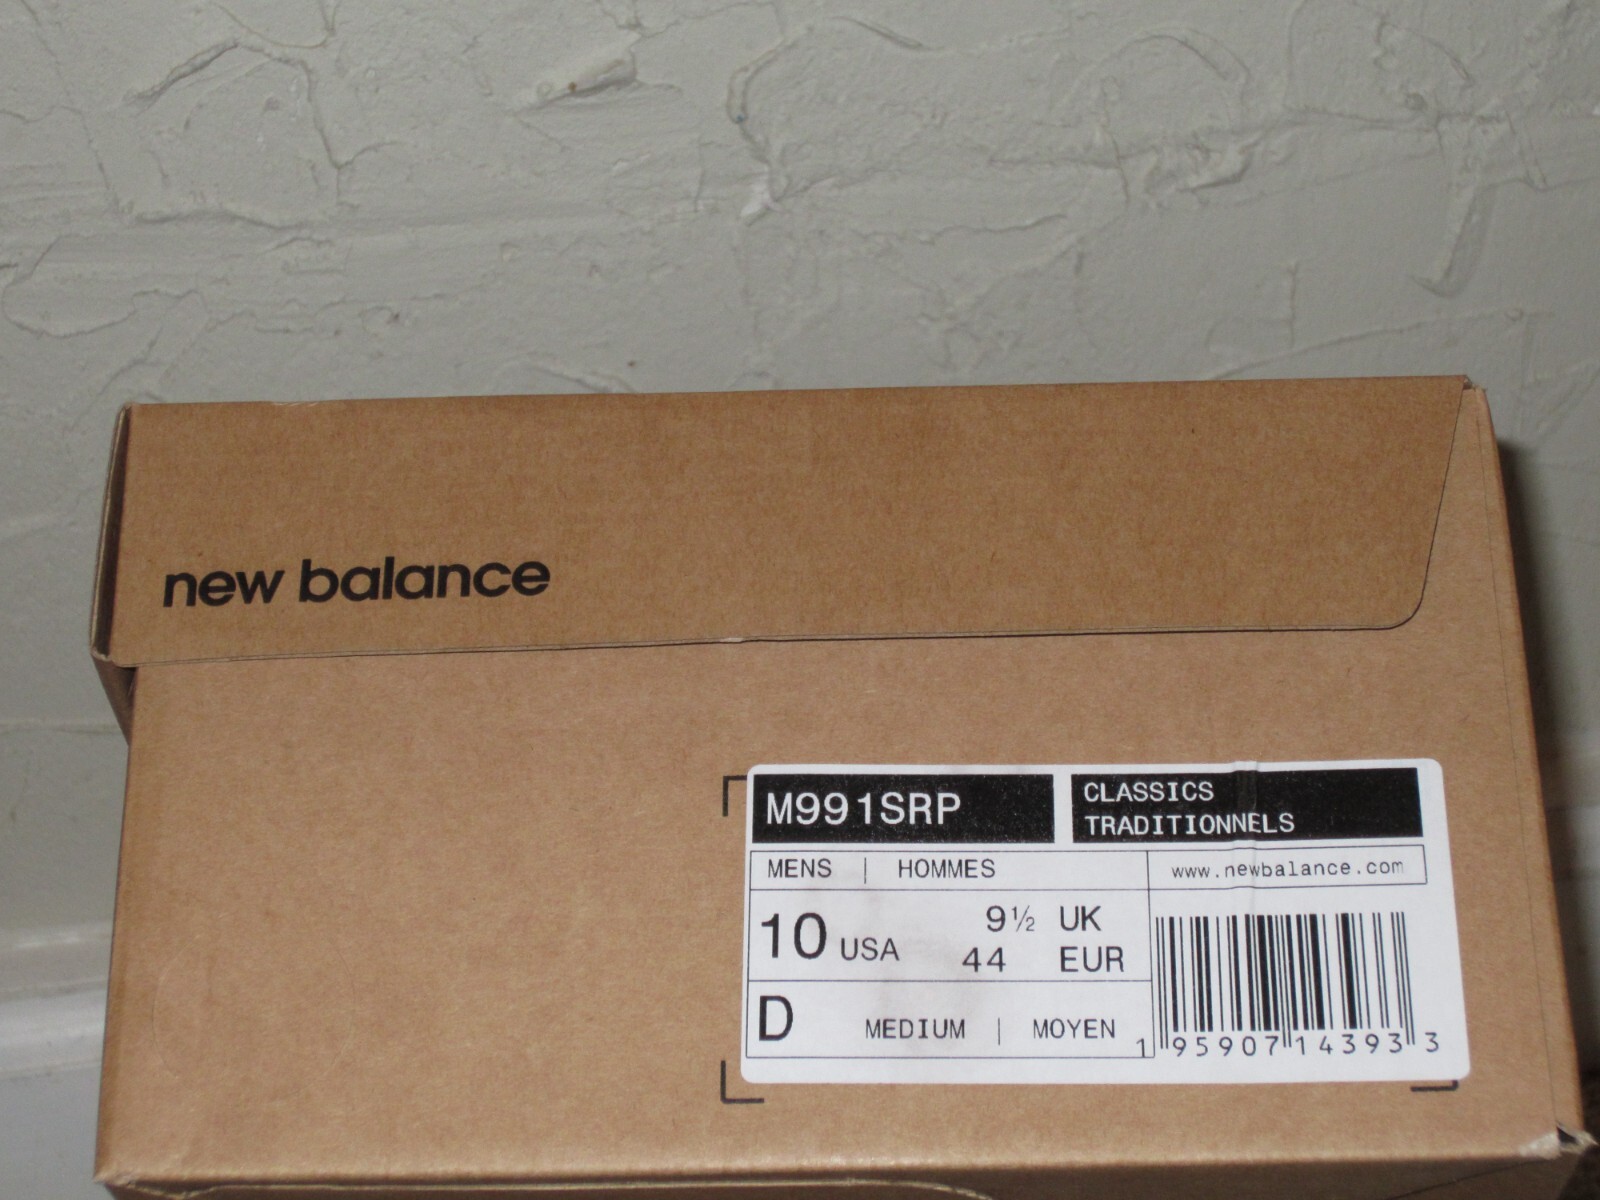 new balance
M991SRP
CLASSICS
TRADITIONNELS
MENS | HOMMES
www.newbalance.com
10 USA
9½ UK
44 EUR
D
MEDIUM | MOYEN
1 95907 14393 3